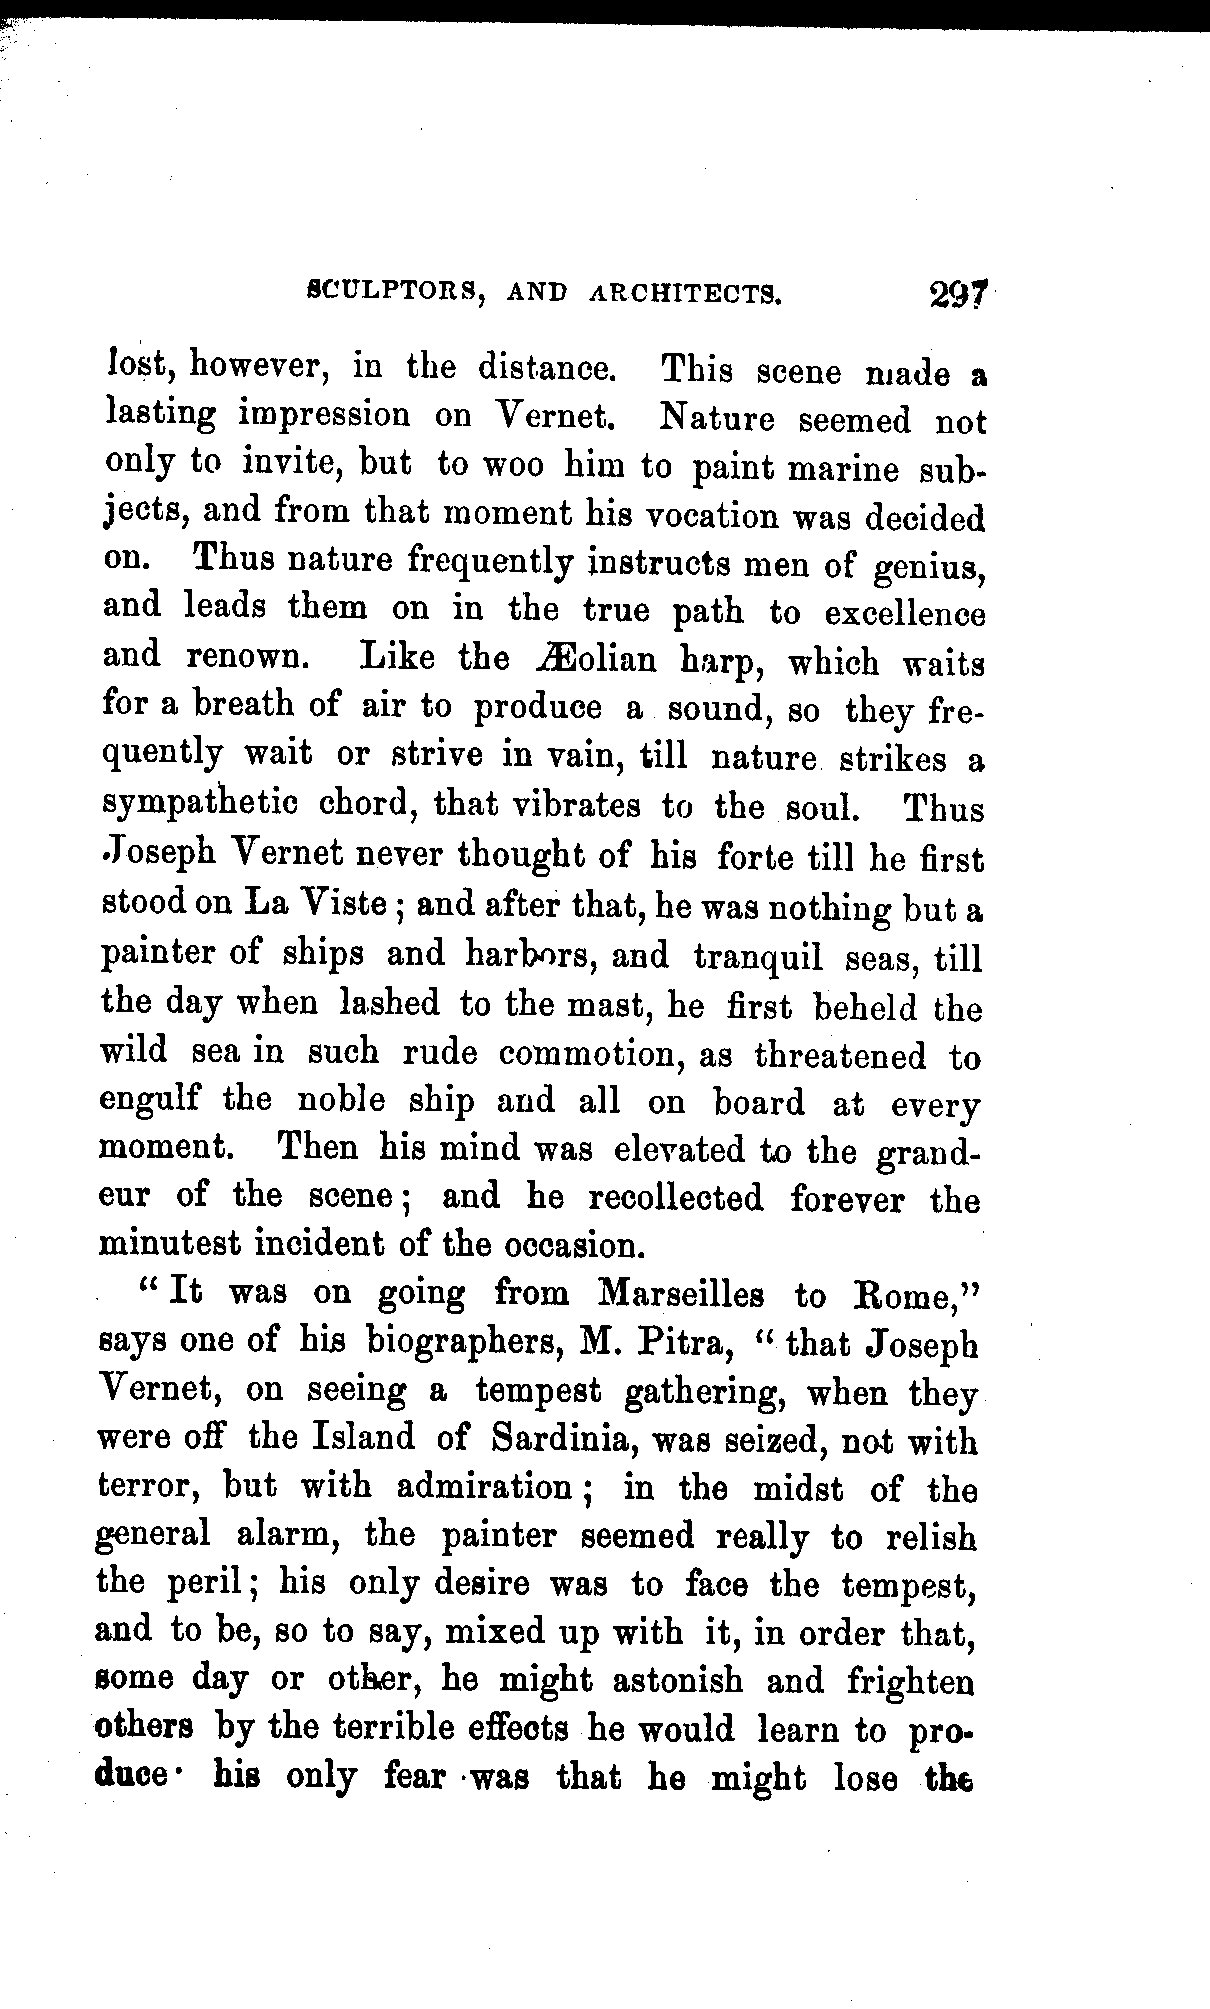 SCULPTORS, AND ARCHITECTS. 297
lost, however, in the distance. This scene made a
lasting impression on Vernet. Nature seemed not
only to invite, but to woo him to paint marine sub-
jects, and from that moment his vocation was decided
on. Thus nature frequently instructs men of genius,
and leads them on in the true path to excellence
and renown. Like the Æolian harp, which waits
for a breath of air to produce a sound, so they fre-
quently wait or strive in vain, till nature strikes a
sympathetic chord, that vibrates to the soul. Thus
Joseph Vernet never thought of his forte till he first
stood on La Viste; and after that, he was nothing but a
painter of ships and harbors, and tranquil seas, till
the day when lashed to the mast, he first beheld the
wild sea in such rude commotion, as threatened to
engulf the noble ship and all on board at every
moment. Then his mind was elevated to the grand-
eur of the scene; and he recollected forever the
minutest incident of the occasion.
"It was on going from Marseilles to Rome,"
says one of his biographers, M. Pitra, "that Joseph
Vernet, on seeing a tempest gathering, when they
were off the Island of Sardinia, was seized, not with
terror, but with admiration; in the midst of the
general alarm, the painter seemed really to relish
the peril; his only desire was to face the tempest,
and to be, so to say, mixed up with it, in order that,
some day or other, he might astonish and frighten
others by the terrible effects he would learn to pro-
duce· his only fear was that he might lose the